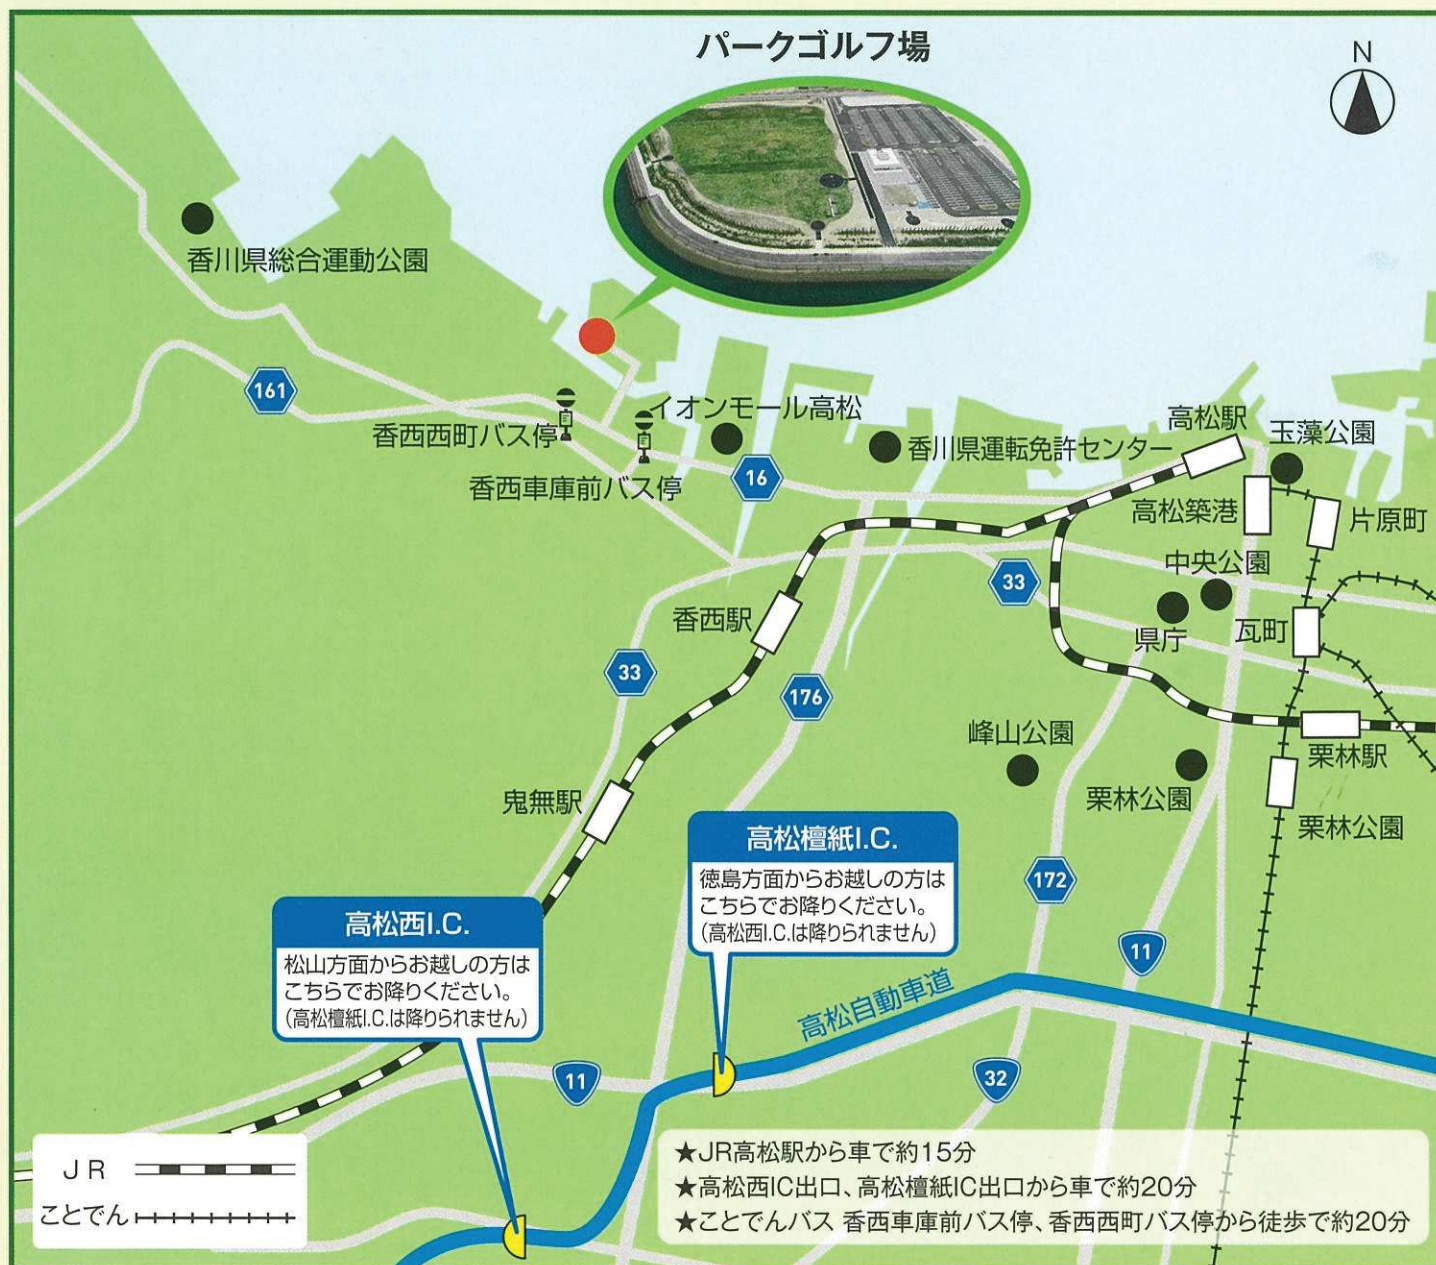 パークゴルフ場
N
香川県総合運動公園
161
香西西町バス停
イオンモール高松
香西車庫前バス停
16
香川県運転免許センター
高松駅
玉藻公園
高松築港
片原町
中央公園
33
県庁
瓦町
香西駅
33
176
峰山公園
栗林公園
栗林駅
栗林公園
鬼無駅
高松檀紙I.C.
徳島方面からお越しの方は
こちらでお降りください。
(高松西I.C.は降りられません)
172
高松西I.C.
松山方面からお越しの方は
こちらでお降りください。
(高松檀紙I.C.は降りられません)
11
高松自動車道
11
32
JR
ことでん
★JR高松駅から車で約15分
★高松西IC出口、高松檀紙IC出口から車で約20分
★ことでんバス 香西車庫前バス停、香西西町バス停から徒歩で約20分